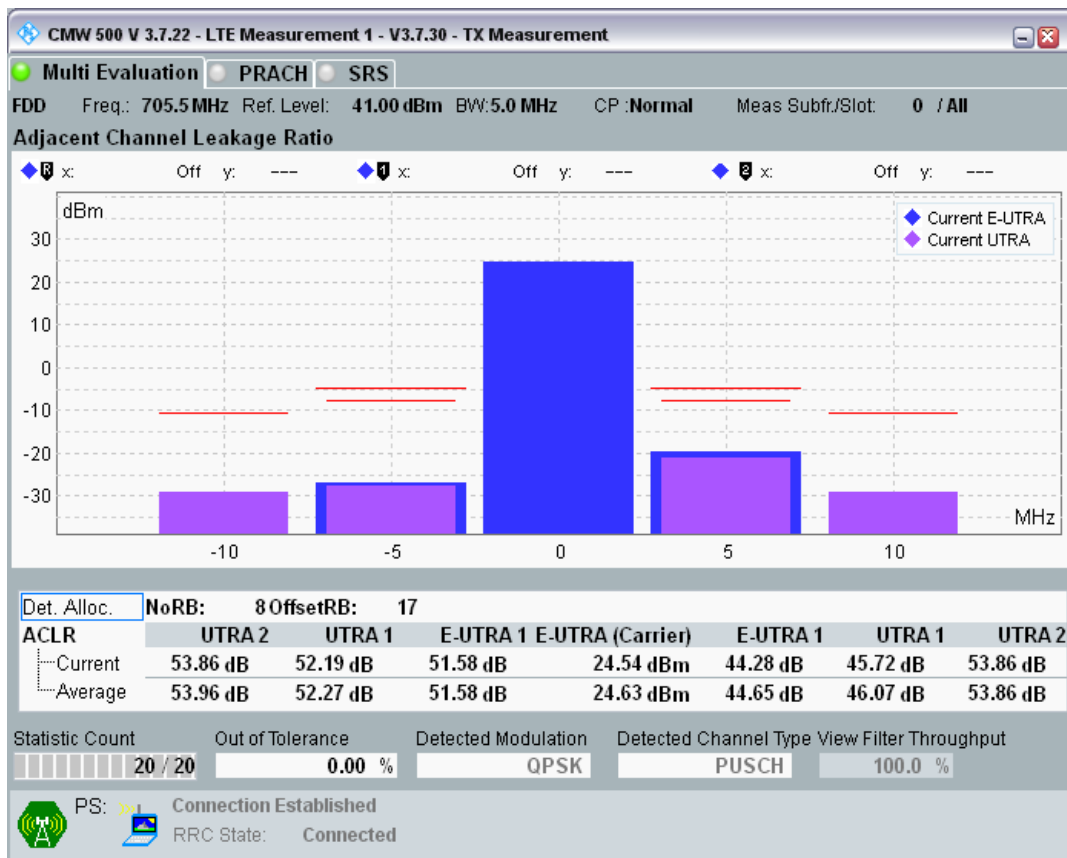 CMW 500 V 3.7.22 - LTE Measurement 1 - V3.7.30 - TX Measurement
Multi Evaluation PRACH SRS
FDD Freq.: 705.5 MHz Ref. Level: 41.00 dBm BW:5.0 MHz CP :Normal Meas Subfr./Slot: 0 / All
Adjacent Channel Leakage Ratio
R x: Off y: --- 1 x: Off y: --- 2 x: Off y: ---
dBm
Current E-UTRA
Current UTRA
30
20
10
0
-10
-20
-30
MHz
-10 -5 0 5 10
Det. Alloc. NoRB: 8 OffsetRB: 17
ACLR UTRA 2 UTRA 1 E-UTRA 1 E-UTRA (Carrier) E-UTRA 1 UTRA 1 UTRA 2
Current 53.86 dB 52.19 dB 51.58 dB 24.54 dBm 44.28 dB 45.72 dB 53.86 dB
Average 53.96 dB 52.27 dB 51.58 dB 24.63 dBm 44.65 dB 46.07 dB 53.86 dB
Statistic Count Out of Tolerance Detected Modulation Detected Channel Type View Filter Throughput
20 / 20 0.00 % QPSK PUSCH 100.0 %
PS: Connection Established
RRC State: Connected